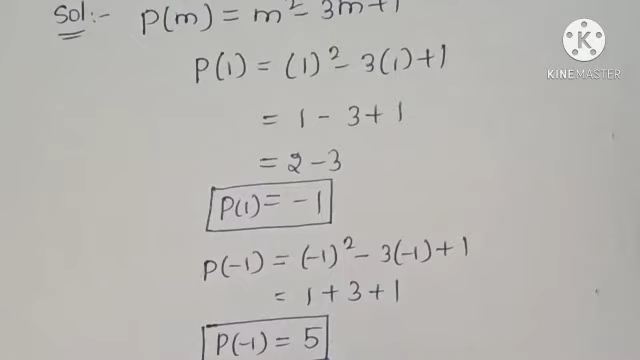 Sol:- P(m) = m² - 3m + 1
P(1) = (1)² - 3(1) + 1
= 1 - 3 + 1
= 2 - 3
P(1) = -1
P(-1) = (-1)² - 3(-1) + 1
= 1 + 3 + 1
P(-1) = 5
K
KINEMASTER